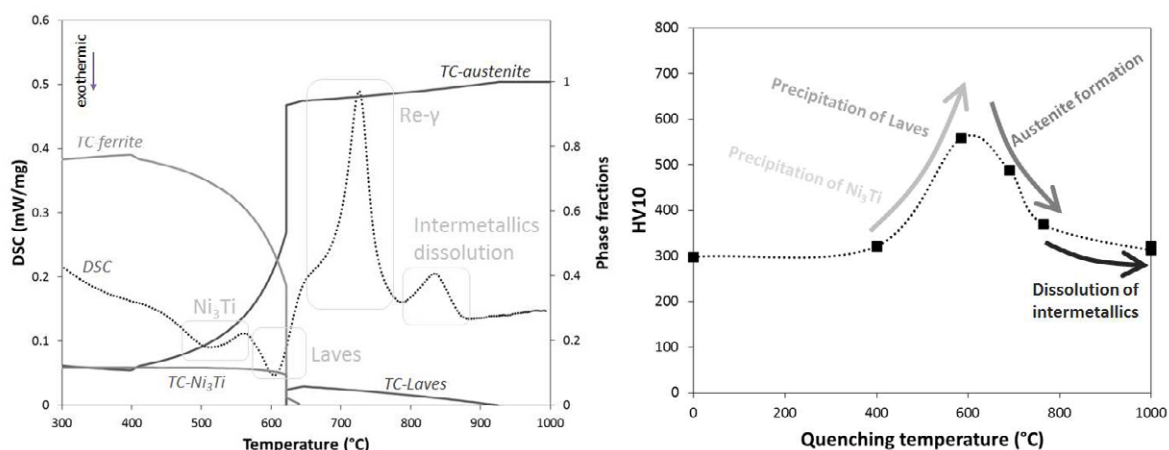 0.6
0.5
0.4
0.3
0.2
0.1
0
DSC (mW/mg)
exothermic
TC ferrite
TC-austenite
Re-γ
Intermetallics
dissolution
DSC
Ni₃Ti
Laves
TC-Ni₃Ti
TC-Laves
1
0.8
0.6
0.4
0.2
0
Phase fractions
300 400 500 600 700 800 900 1000
Temperature (°C)
800
700
600
500
400
300
200
100
0
HV10
Precipitation of Laves
Precipitation of Ni₃Ti
Austenite formation
Dissolution of
intermetallics
0 200 400 600 800 1000
Quenching temperature (°C)